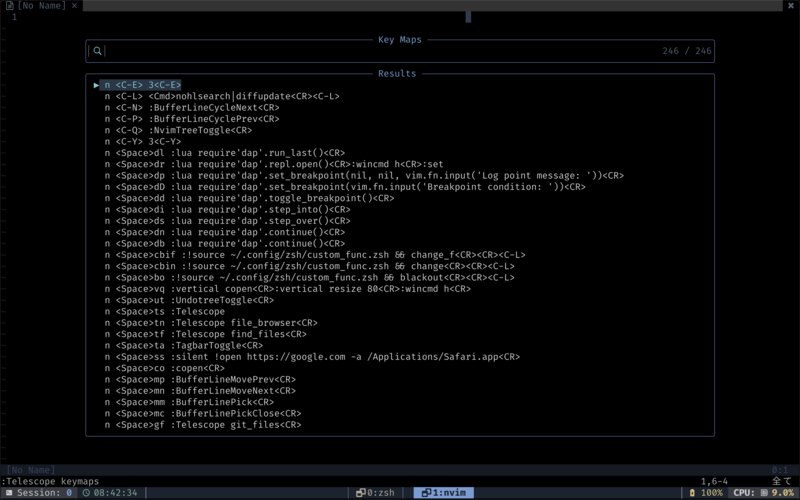 [No Name] ×
1
Key Maps
246 / 246
Results
n <C-E> 3<C-E>
n <C-L> <Cmd>nohlsearch|diffupdate<CR><C-L>
n <C-N> :BufferLineCycleNext<CR>
n <C-P> :BufferLineCyclePrev<CR>
n <C-Q> :NvimTreeToggle<CR>
n <C-Y> 3<C-Y>
n <Space>dl :lua require'dap'.run_last()<CR>
n <Space>dr :lua require'dap'.repl.open()<CR>:wincmd h<CR>:set
n <Space>dp :lua require'dap'.set_breakpoint(nil, nil, vim.fn.input('Log point message: '))<CR>
n <Space>dD :lua require'dap'.set_breakpoint(vim.fn.input('Breakpoint condition: '))<CR>
n <Space>dd :lua require'dap'.toggle_breakpoint()<CR>
n <Space>di :lua require'dap'.step_into()<CR>
n <Space>ds :lua require'dap'.step_over()<CR>
n <Space>dn :lua require'dap'.continue()<CR>
n <Space>db :lua require'dap'.continue()<CR>
n <Space>cbif :!source ~/.config/zsh/custom_func.zsh && change_f<CR><CR><C-L>
n <Space>cbin :!source ~/.config/zsh/custom_func.zsh && change<CR><CR><C-L>
n <Space>bo :!source ~/.config/zsh/custom_func.zsh && blackout<CR><CR><C-L>
n <Space>vq :vertical copen<CR>:vertical resize 80<CR>:wincmd h<CR>
n <Space>ut :UndotreeToggle<CR>
n <Space>ts :Telescope
n <Space>tn :Telescope file_browser<CR>
n <Space>tf :Telescope find_files<CR>
n <Space>ta :TagbarToggle<CR>
n <Space>ss :silent !open https://google.com -a /Applications/Safari.app<CR>
n <Space>co :copen<CR>
n <Space>mp :BufferLineMovePrev<CR>
n <Space>mn :BufferLineMoveNext<CR>
n <Space>mm :BufferLinePick<CR>
n <Space>mc :BufferLinePickClose<CR>
n <Space>gf :Telescope git_files<CR>
[No Name] 0:1
:Telescope keymaps 1,6-4 全て
Session: 0 08:42:34 0:zsh 1:nvim 100% CPU: 9.0%